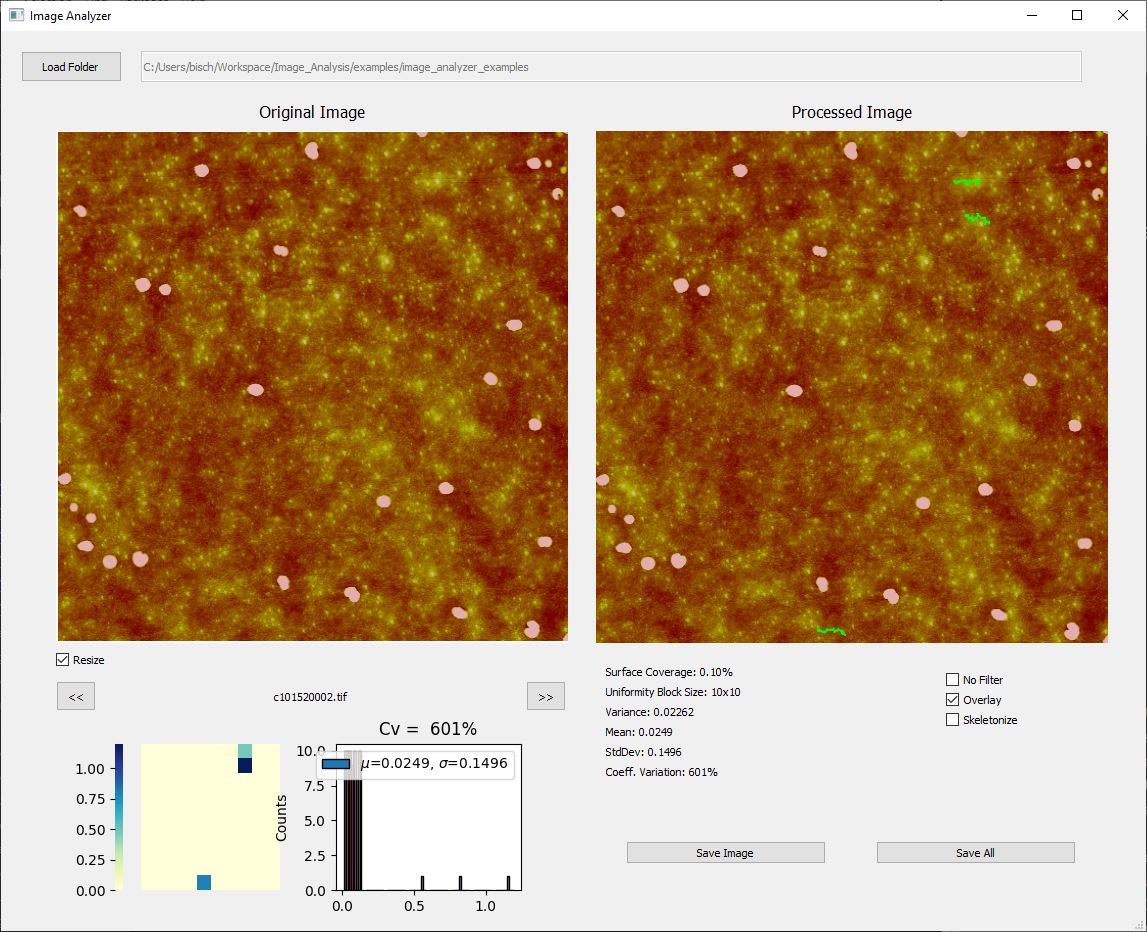 Image Analyzer
Load Folder
C:/Users/bisch/Workspace/Image_Analysis/examples/image_analyzer_examples
Original Image
Processed Image
Resize
<<
c101520002.tif
>>
Surface Coverage: 0.10%
Uniformity Block Size: 10x10
Variance: 0.02262
Mean: 0.0249
StdDev: 0.1496
Coeff. Variation: 601%
No Filter
Overlay
Skeletonize
1.00
0.75
0.50
0.25
0.00
Cv = 601%
μ=0.0249, σ=0.1496
Counts
10.0
7.5
5.0
2.5
0.0
0.0 0.5 1.0
Save Image
Save All